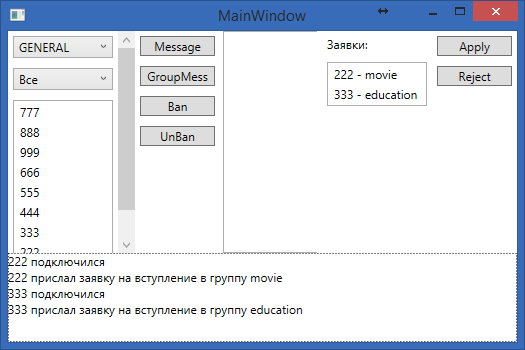 MainWindow
GENERAL
Все
777
888
999
666
555
444
333
222
Message
GroupMess
Ban
UnBan
Заявки:
222 - movie
333 - education
Apply
Reject
222 подключился
222 прислал заявку на вступление в группу movie
333 подключился
333 прислал заявку на вступление в группу education